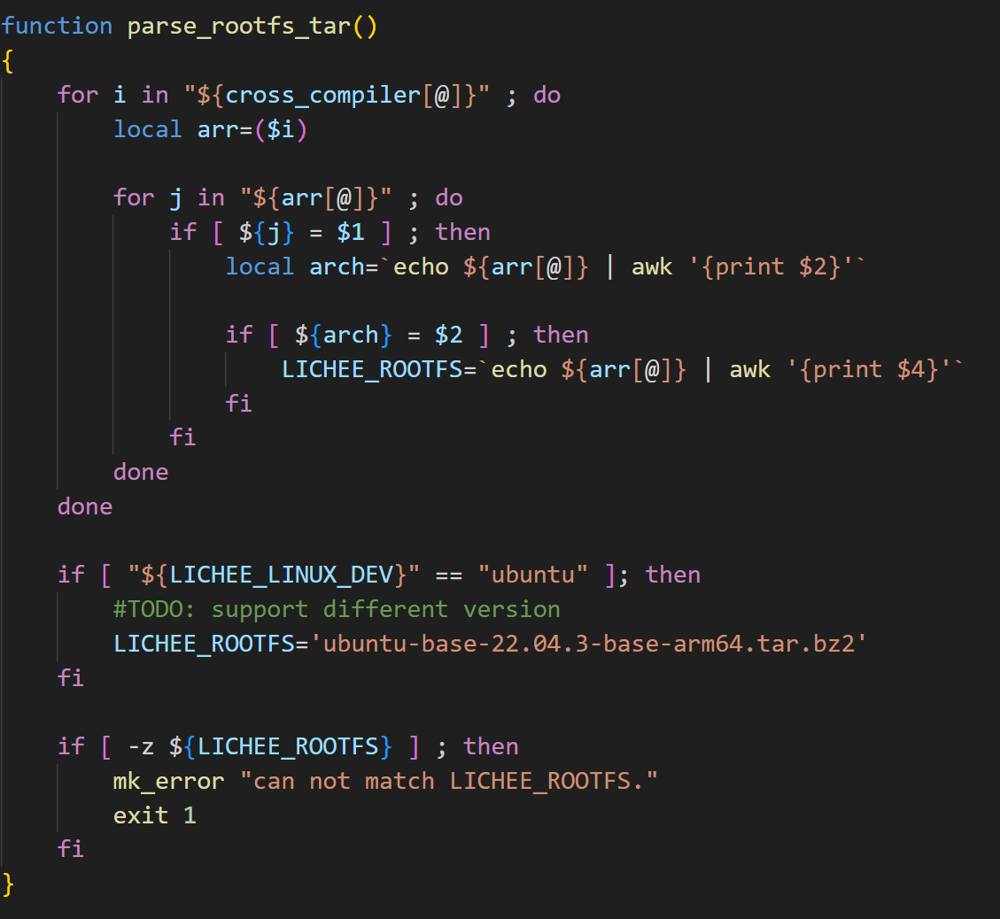 function parse_rootfs_tar()
{
    for i in "${cross_compiler[@]}" ; do
        local arr=($i)

        for j in "${arr[@]}" ; do
            if [ ${j} = $1 ] ; then
                local arch=`echo ${arr[@]} | awk '{print $2}'`

                if [ ${arch} = $2 ] ; then
                    LICHEE_ROOTFS=`echo ${arr[@]} | awk '{print $4}'`
                fi
            fi
        done
    done

    if [ "${LICHEE_LINUX_DEV}" == "ubuntu" ]; then
        #TODO: support different version
        LICHEE_ROOTFS='ubuntu-base-22.04.3-base-arm64.tar.bz2'
    fi

    if [ -z ${LICHEE_ROOTFS} ] ; then
        mk_error "can not match LICHEE_ROOTFS."
        exit 1
    fi
}